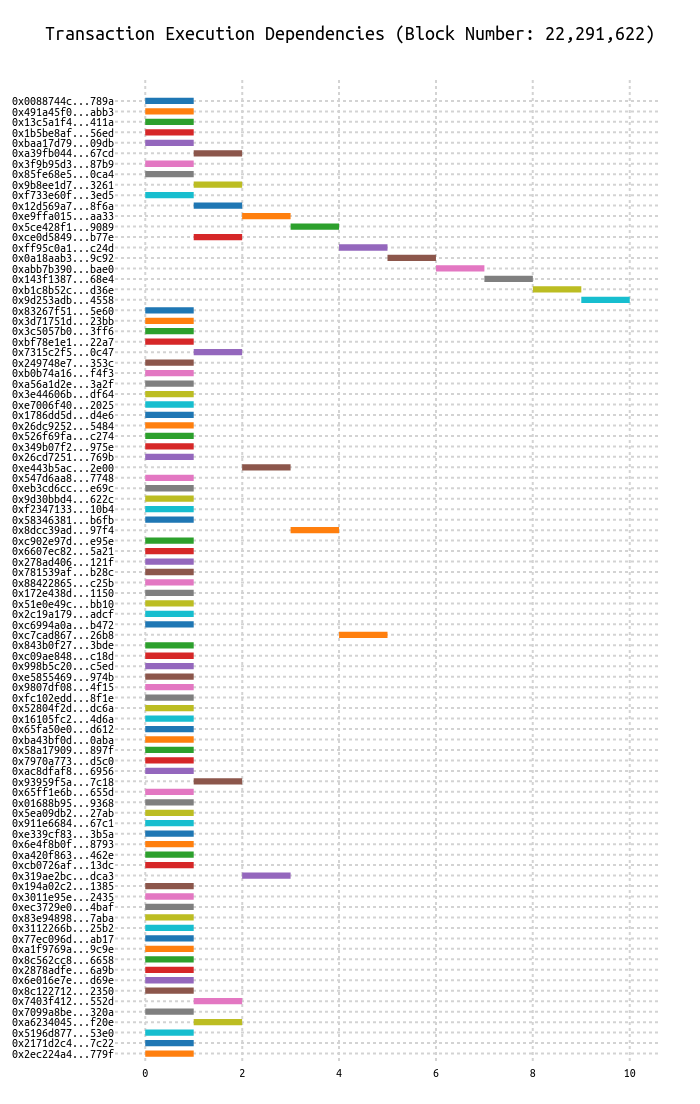 Transaction Execution Dependencies (Block Number: 22,291,622)
0x0088744c...789a
0x491a45f0...abb3
0x13c5a1f4...411a
0x1b5be8af...56ed
0xbaa17d79...09db
0xa39fb044...67cd
0x3f9b95d3...87b9
0x85fe68e5...0ca4
0x9b8ee1d7...3261
0xf733e60f...3ed5
0x12d569a7...8f6a
0xe9ffa015...aa33
0x5ce428f1...9089
0xce0d5849...b77e
0xff95c0a1...c24d
0x0a18aab3...9c92
0xabb7b390...bae0
0x143f1387...68e4
0xb1c8b52c...d36e
0x9d253adb...4558
0x83267f51...5e60
0x3d71751d...23bb
0x3c5057b0...3ff6
0xbf78e1e1...22a7
0x7315c2f5...0c47
0x249748e7...353c
0xb0b74a16...f4f3
0xa56a1d2e...3a2f
0x3e44606b...df64
0xe7006f40...2025
0x1786dd5d...d4e6
0x26dc9252...5484
0x526f69fa...c274
0x349b07f2...975e
0x26cd7251...769b
0xe443b5ac...2e00
0x547d6aa8...7748
0xeb3cd6cc...e69c
0x9d30bbd4...622c
0xf2347133...10b4
0x58346381...b6fb
0x8dcc39ad...97f4
0xc902e97d...e95e
0x6607ec82...5a21
0x278ad406...121f
0x781539af...b28c
0x88422865...c25b
0x172e438d...1150
0x51e0e49c...bb10
0x2c19a179...adcf
0xc6994a0a...b472
0xc7cad867...26b8
0x843b0f27...3bde
0xc09ae848...c18d
0x998b5c20...c5ed
0xe5855469...974b
0x9807df08...4f15
0xfc102edd...8f1e
0x52804f2d...dc6a
0x16105fc2...4d6a
0x65fa50e0...d612
0xba43bf0d...0aba
0x58a17909...897f
0x7970a773...d5c0
0xac8dfaf8...6956
0x93959f5a...7c18
0x65ff1e6b...655d
0x01688b95...9368
0x5ea09db2...27ab
0x911e6684...67c1
0xe339cf83...3b5a
0x6e4f8b0f...8793
0xa420f863...462e
0xcb0726af...13dc
0x319ae2bc...dca3
0x194a02c2...1385
0x3011e95e...2435
0xec3729e0...4baf
0x83e94898...7aba
0x3112266b...25b2
0x77ec096d...ab17
0xa1f9769a...9c9e
0x8c562cc8...6658
0x2878adfe...6a9b
0x6e016e7e...d69e
0x8c122712...2350
0x7403f412...552d
0x7099a8be...320a
0xa6234045...f20e
0x5196d877...53e0
0x2171d2c4...7c22
0x2ec224a4...779f
0 2 4 6 8 10